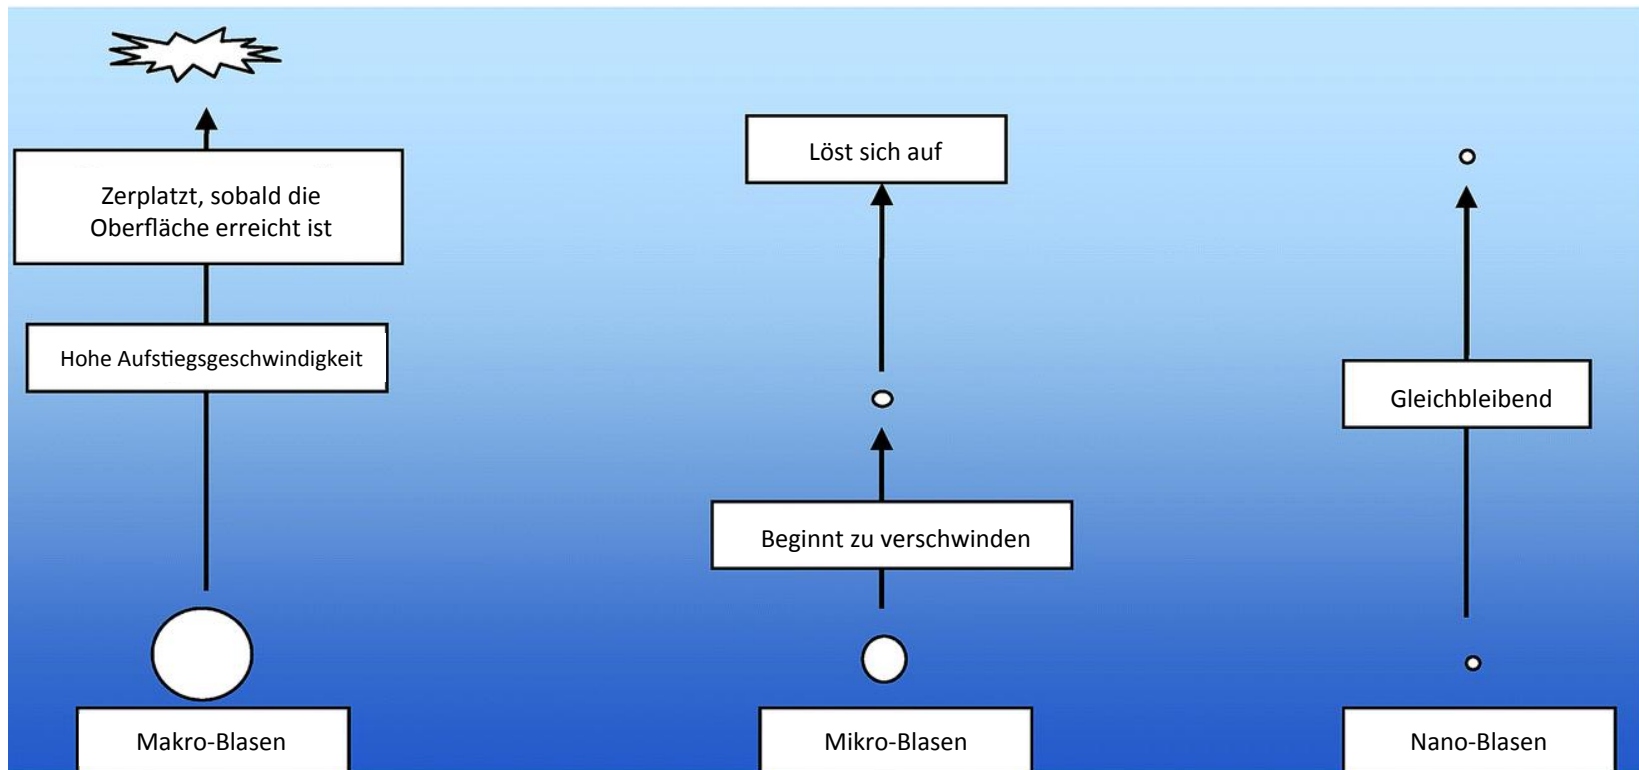 Zerplatzt, sobald die
Oberfläche erreicht ist
Hohe Aufstiegsgeschwindigkeit
Makro-Blasen
Löst sich auf
Beginnt zu verschwinden
Mikro-Blasen
Gleichbleibend
Nano-Blasen